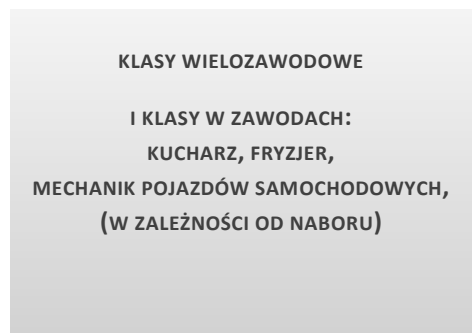 KLASY WIELOZAWODOWE
I KLASY W ZAWODACH:
KUCHARZ, FRYZJER,
MECHANIK POJAZDÓW SAMOCHODOWYCH,
(W ZALEŻNOŚCI OD NABORU)